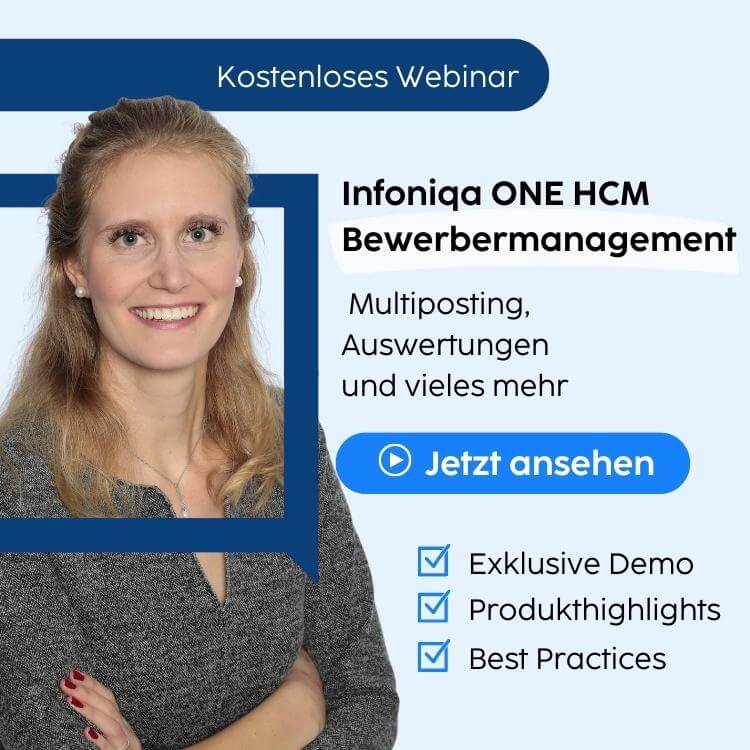 Kostenloses Webinar
Infoniqa ONE HCM
Bewerbermanagement
Multiposting,
Auswertungen
und vieles mehr
Jetzt ansehen
Exklusive Demo
Produkthighlights
Best Practices